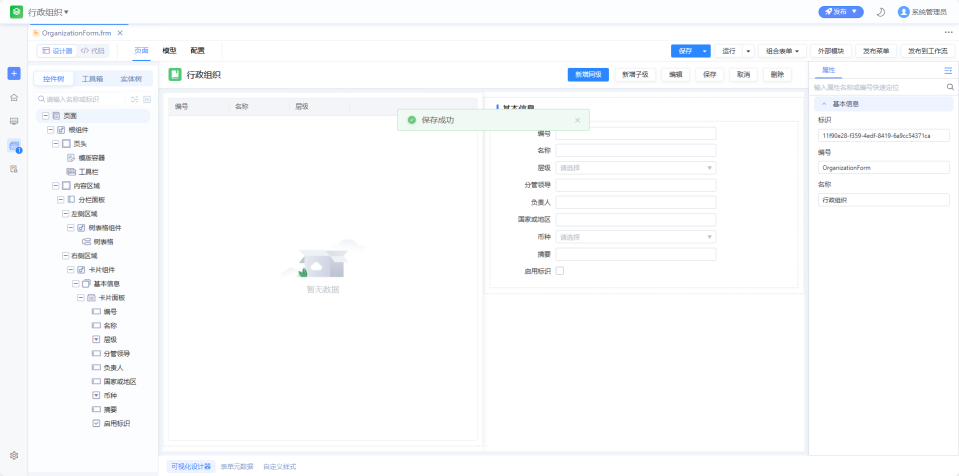 行政组织▾
发布 ▼
系统管理员
OrganizationForm.frm ×
设计器
</> 代码
页面
模型
配置
保存
运行
组合表单
外部模块
发布菜单
发布到工作流
控件树
工具箱
实体树
请输入名称或标识
页面
根组件
页头
模板容器
工具栏
内容区域
分栏面板
左侧区域
树表格组件
树表格
右侧区域
卡片组件
基本信息
卡片面板
编号
名称
层级
分管领导
负责人
国家或地区
币种
摘要
启用标识
行政组织
新增同级
新增子级
编辑
保存
取消
删除
编号
名称
层级
暂无数据
保存成功 ×
基本信息
编号
名称
层级 请选择
分管领导
负责人
国家或地区
币种 请选择
摘要
启用标识
属性
输入属性名称或编号快速定位
基本信息
标识
11f90e28-f359-4edf-8419-6a9cc54371ca
编号
OrganizationForm
名称
行政组织
可视化设计器
表单元数据
自定义样式
1